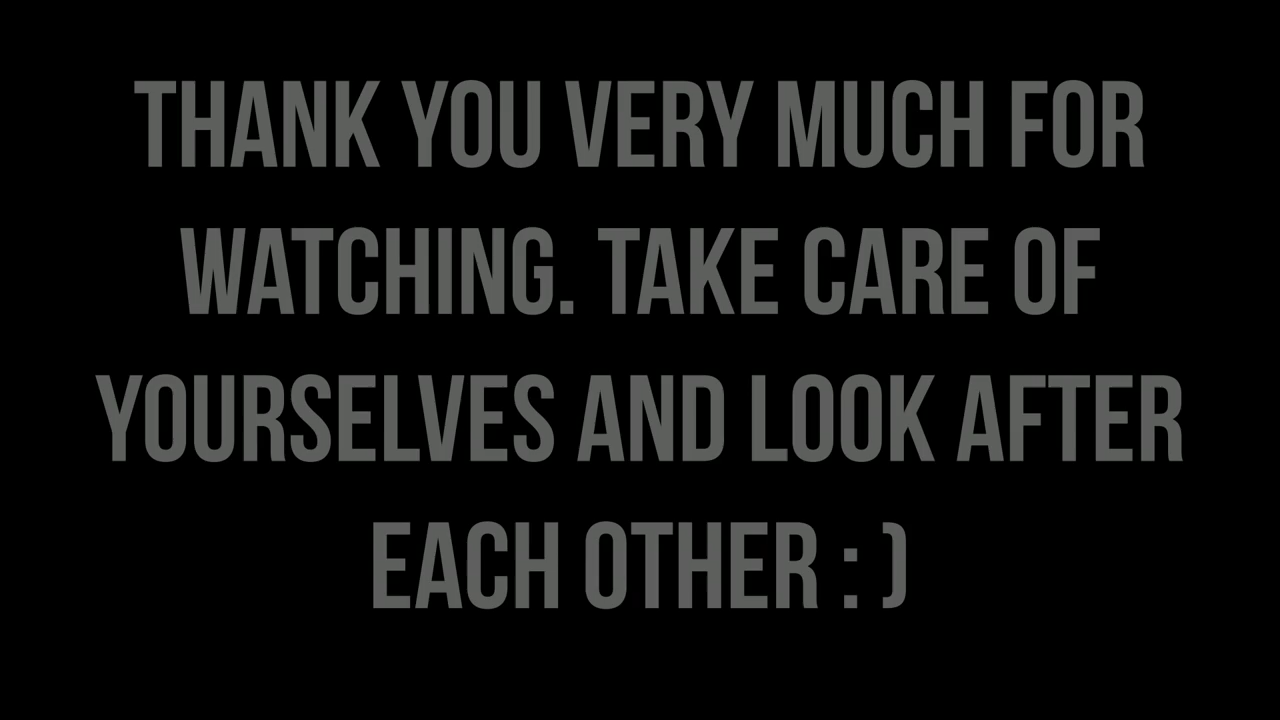 THANK YOU VERY MUCH FOR
WATCHING. TAKE CARE OF
YOURSELVES AND LOOK AFTER
EACH OTHER : )